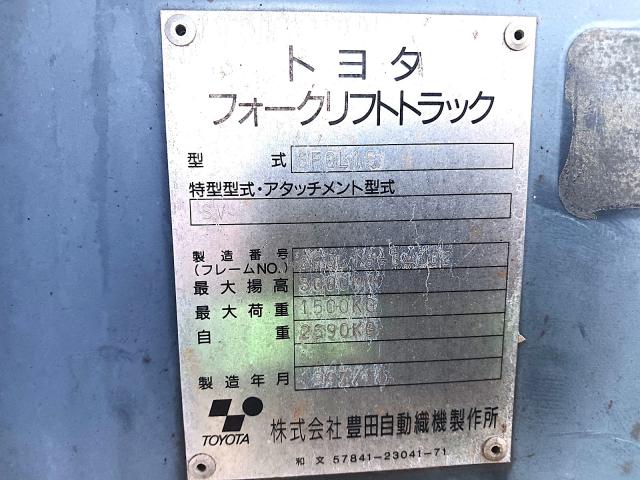 トヨタ
フォークリフトトラック
型 式
特型型式・アタッチメント型式
SV
製造番号
(フレームNO.)
最大揚高
最大荷重 1500KG
自 重 2390KG
製造年月
TOYOTA 株式会社 豊田自動織機製作所
和文 57841-23041-71